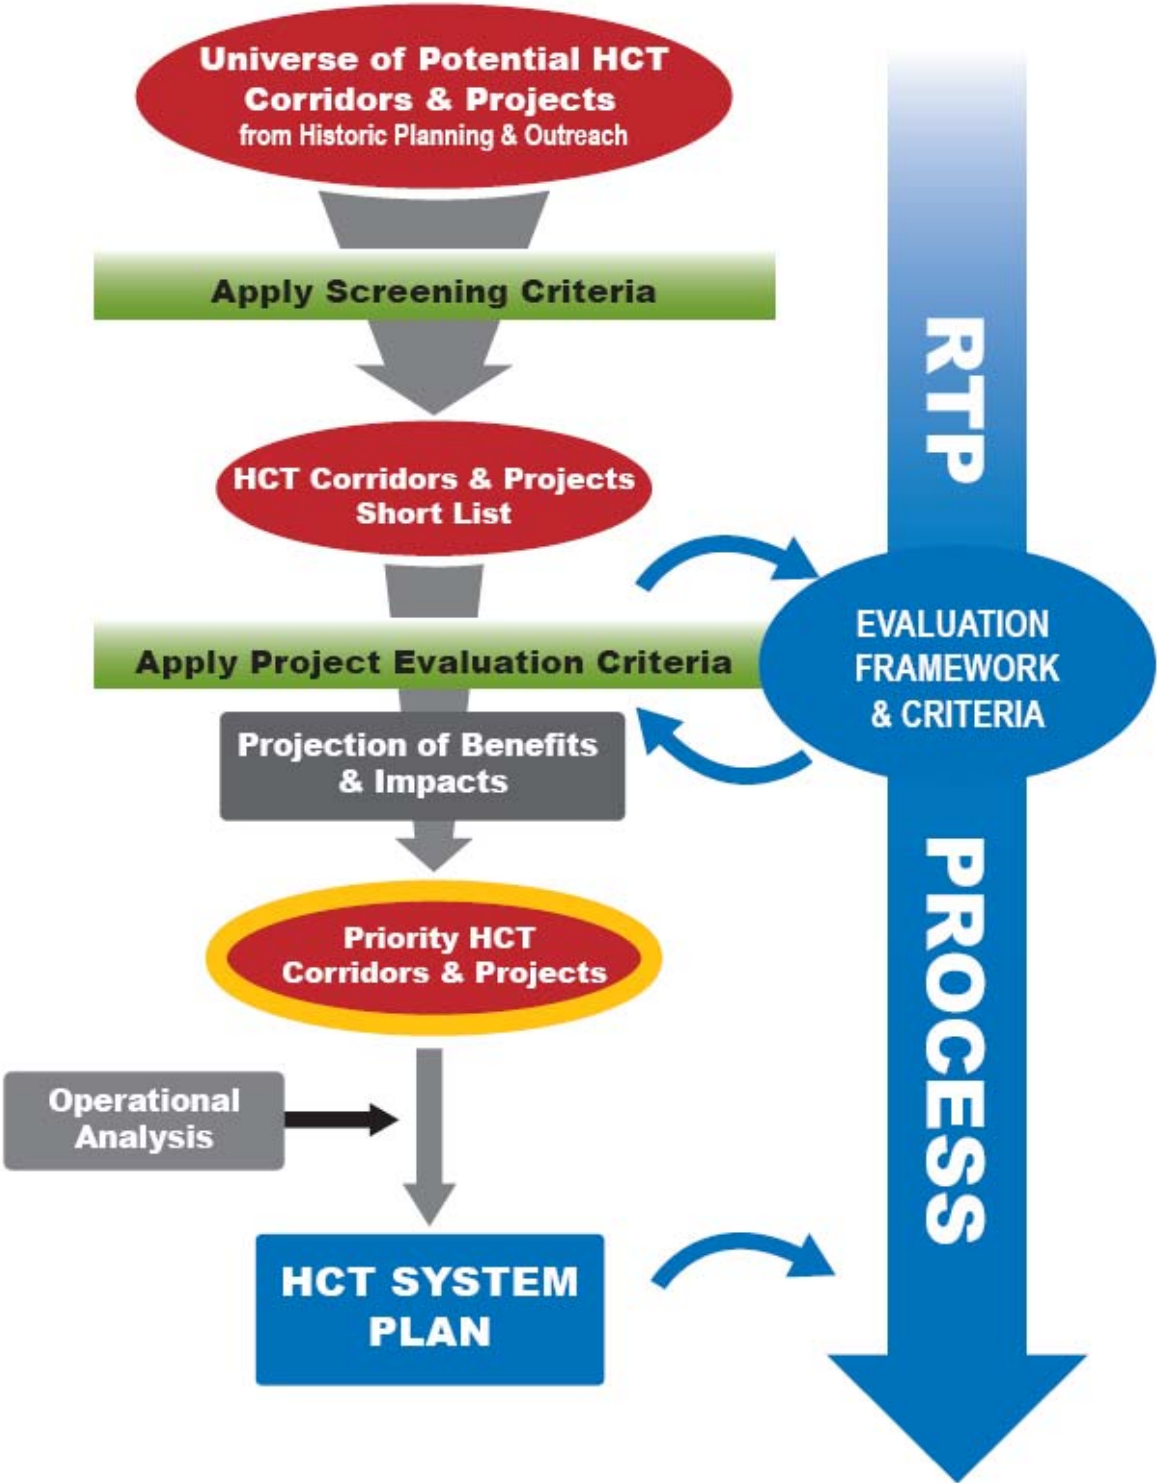 Universe of Potential HCT
Corridors & Projects
from Historic Planning & Outreach
Apply Screening Criteria
HCT Corridors & Projects
Short List
Apply Project Evaluation Criteria
Projection of Benefits
& Impacts
Priority HCT
Corridors & Projects
Operational
Analysis
HCT SYSTEM
PLAN
RTP
EVALUATION
FRAMEWORK
& CRITERIA
PROCESS